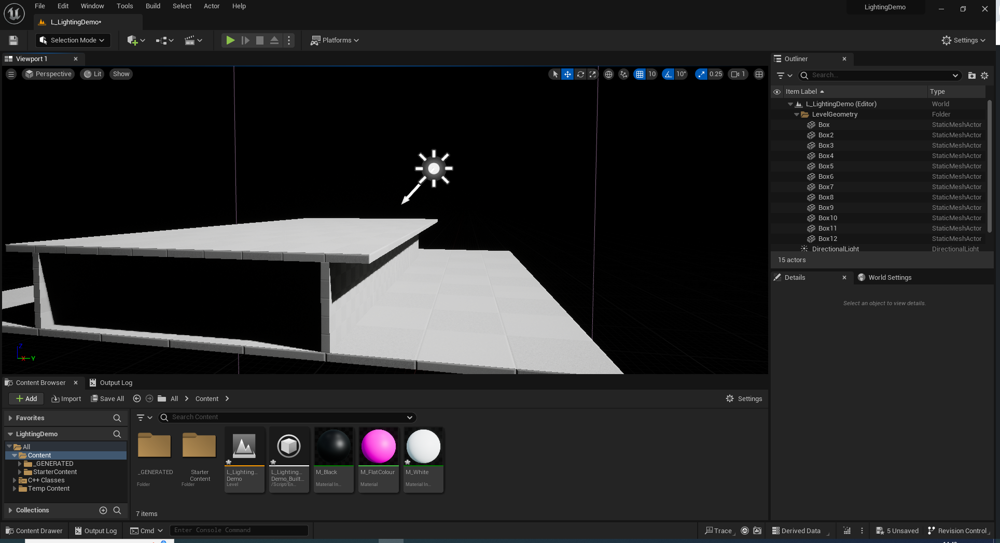 File Edit Window Tools Build Select Actor Help
LightingDemo
L_LightingDemo*
Selection Mode
Platforms
Settings
Viewport 1
Perspective Lit Show
10 10° 0.25 1
Z
X Y
Outliner
Search...
Item Label Type
L_LightingDemo (Editor) World
LevelGeometry Folder
Box StaticMeshActor
Box2 StaticMeshActor
Box3 StaticMeshActor
Box4 StaticMeshActor
Box5 StaticMeshActor
Box6 StaticMeshActor
Box7 StaticMeshActor
Box8 StaticMeshActor
Box9 StaticMeshActor
Box10 StaticMeshActor
Box11 StaticMeshActor
Box12 StaticMeshActor
DirectionalLight DirectionalLight
15 actors
Details World Settings
Select an object to view details.
Content Browser Output Log
Add Import Save All All Content Settings
Favorites
LightingDemo
All
Content
_GENERATED
StarterContent
C++ Classes
Temp Content
Collections
Search Content
_GENERATED
Folder
Starter
Content
Folder
L_Lighting...
Demo
Level
L_Lighting...
Demo_Built...
/Script/En...
M_Black
Material In...
M_FlatColour
Material
M_White
Material In...
7 items
Content Drawer Output Log Cmd Enter Console Command
Trace Derived Data 5 Unsaved Revision Control